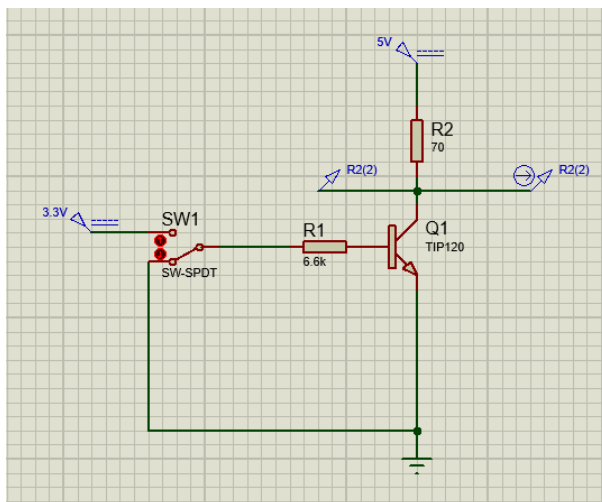 5V
R2
70
R2(2)
R2(2)
3.3V
SW1
R1
Q1
TIP120
SW-SPDT
6.6k